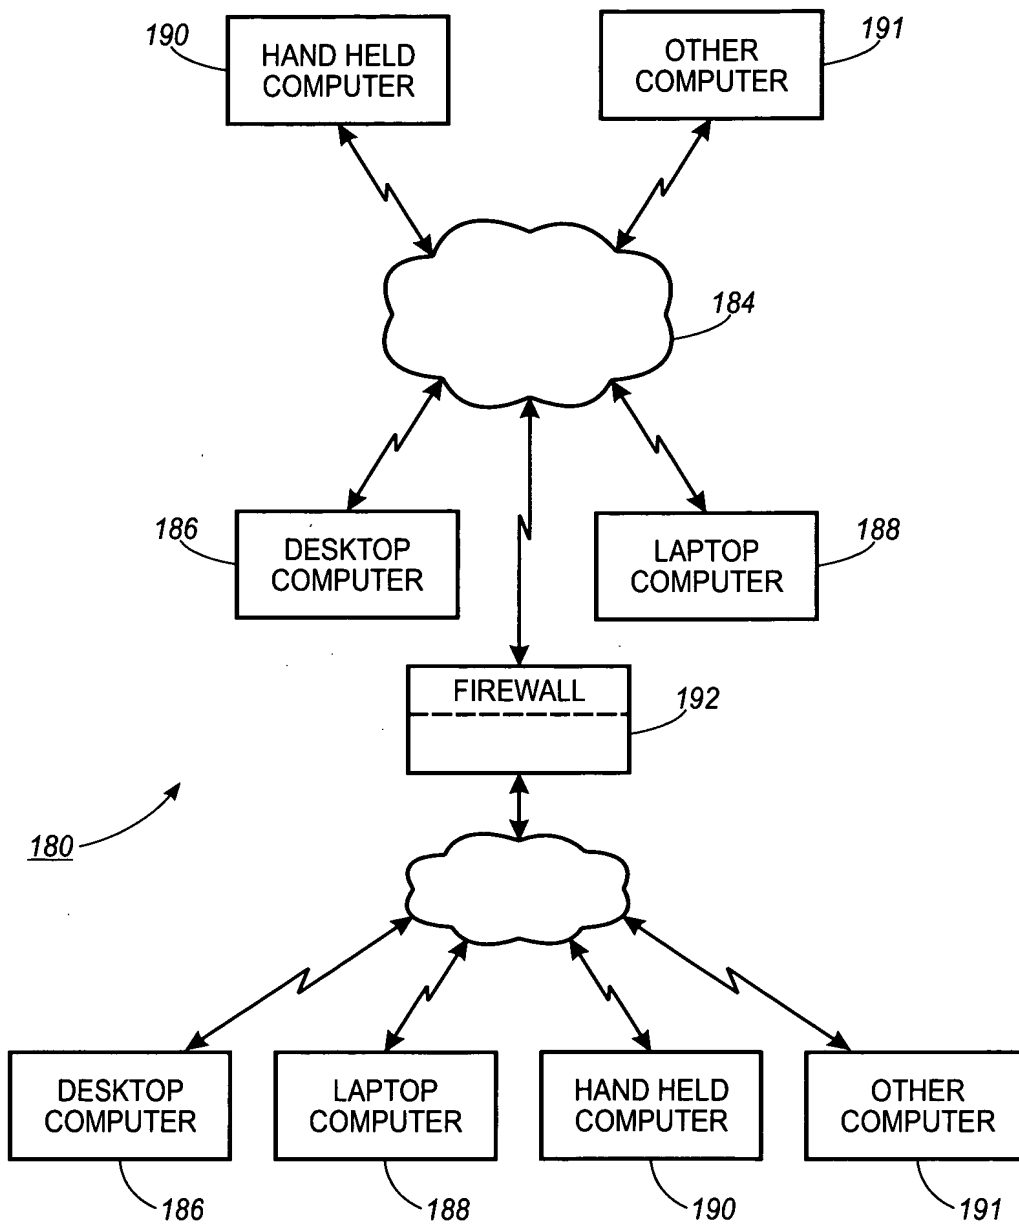 190
HAND HELD
COMPUTER
OTHER
COMPUTER
191
184
186
DESKTOP
COMPUTER
LAPTOP
COMPUTER
188
FIREWALL
192
180
DESKTOP
COMPUTER
LAPTOP
COMPUTER
HAND HELD
COMPUTER
OTHER
COMPUTER
186
188
190
191